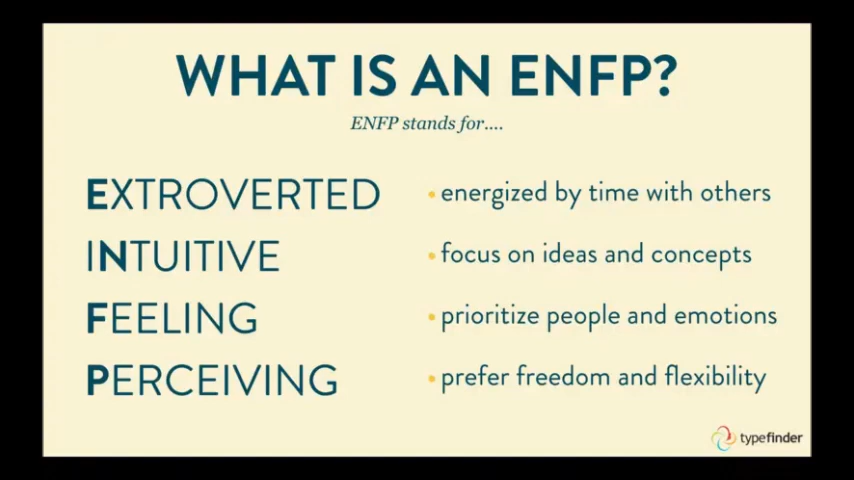 WHAT IS AN ENFP?
ENFP stands for....
EXTROVERTED
• energized by time with others
INTUITIVE
• focus on ideas and concepts
FEELING
• prioritize people and emotions
PERCEIVING
• prefer freedom and flexibility
typefinder